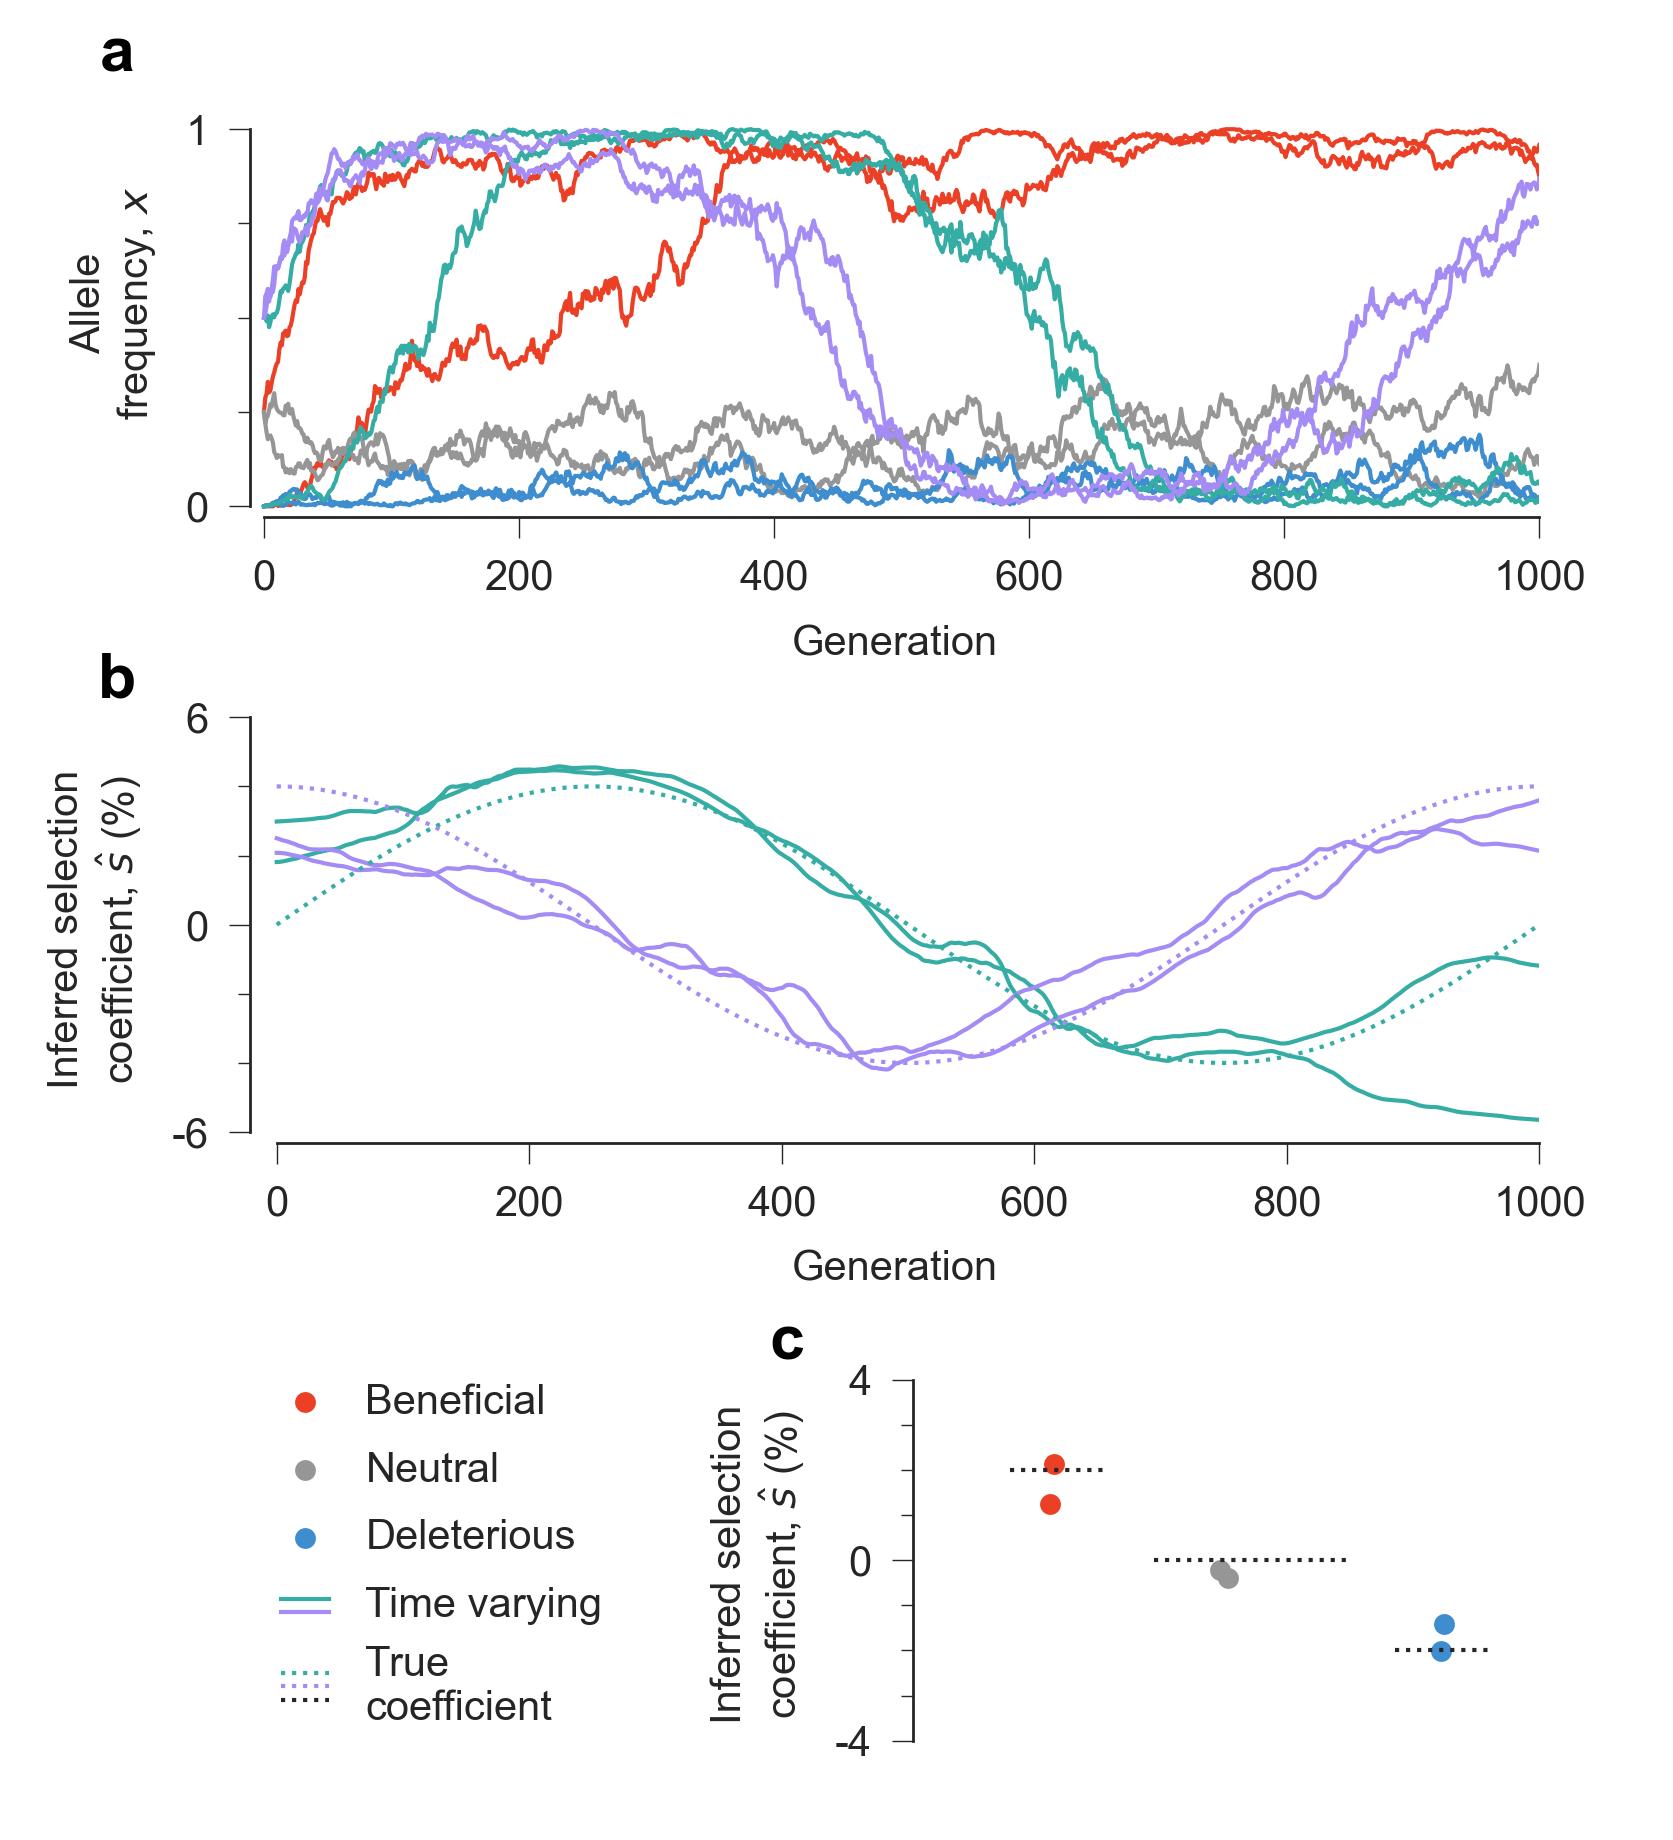 a
1
0
Allele
frequency, x
0 200 400 600 800 1000
Generation
b
6
0
-6
Inferred selection
coefficient, ŝ (%)
0 200 400 600 800 1000
Generation
Beneficial
Neutral
Deleterious
Time varying
True
coefficient
c
4
0
-4
Inferred selection
coefficient, ŝ (%)